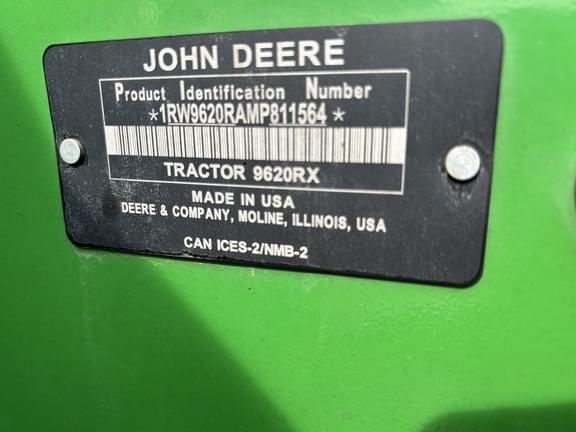 JOHN DEERE
Product Identification Number
*1RW9620RAMP811564*
TRACTOR 9620RX
MADE IN USA
DEERE & COMPANY, MOLINE, ILLINOIS, USA
CAN ICES-2/NMB-2